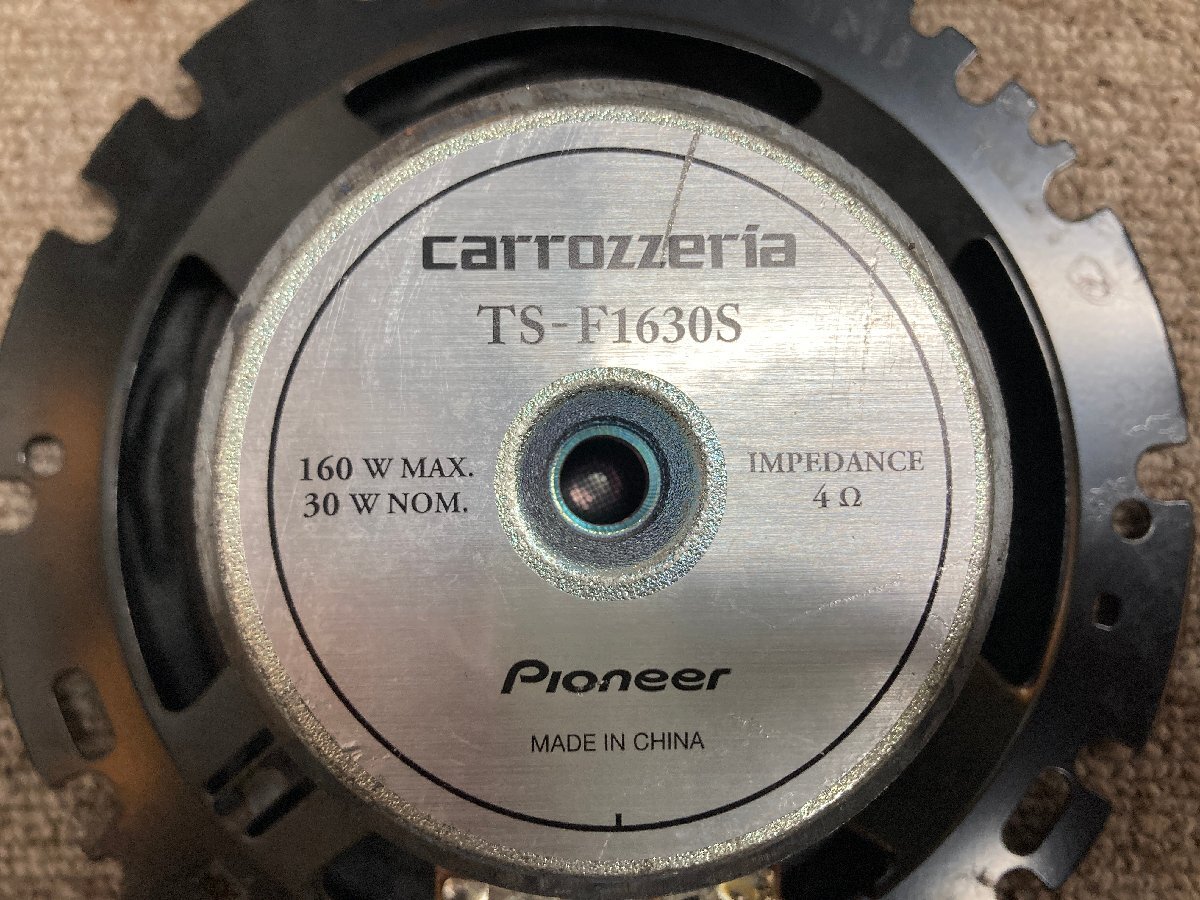 carrozzeria
TS-F1630S
160 W MAX.
30 W NOM.
IMPEDANCE
4 Ω
Pioneer
MADE IN CHINA